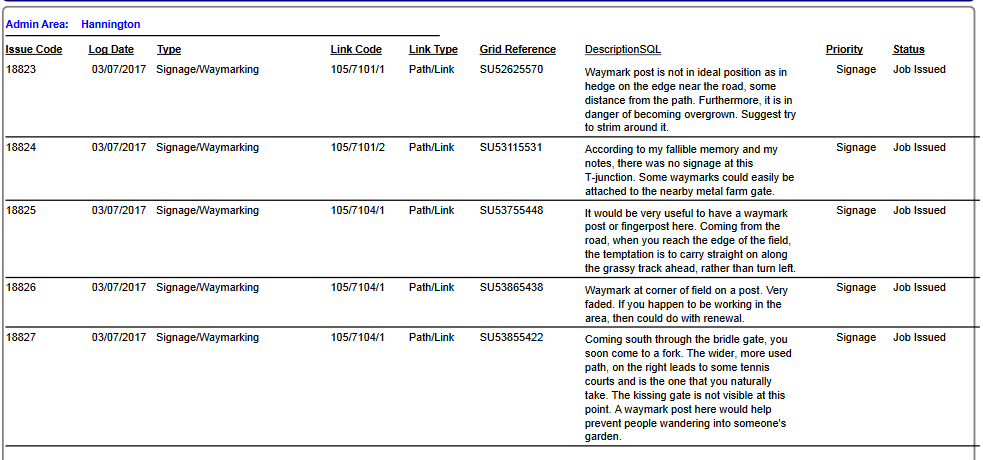 Admin Area: Hannington
Issue Code Log Date Type Link Code Link Type Grid Reference DescriptionSQL Priority Status
18823 03/07/2017 Signage/Waymarking 105/7101/1 Path/Link SU52625570 Waymark post is not in ideal position as in Signage Job Issued
hedge on the edge near the road, some
distance from the path. Furthermore, it is in
danger of becoming overgrown. Suggest try
to strim around it.
18824 03/07/2017 Signage/Waymarking 105/7101/2 Path/Link SU53115531 According to my fallible memory and my Signage Job Issued
notes, there was no signage at this
T-junction. Some waymarks could easily be
attached to the nearby metal farm gate.
18825 03/07/2017 Signage/Waymarking 105/7104/1 Path/Link SU53755448 It would be very useful to have a waymark Signage Job Issued
post or fingerpost here. Coming from the
road, when you reach the edge of the field,
the temptation is to carry straight on along
the grassy track ahead, rather than turn left.
18826 03/07/2017 Signage/Waymarking 105/7104/1 Path/Link SU53865438 Waymark at corner of field on a post. Very Signage Job Issued
faded. If you happen to be working in the
area, then could do with renewal.
18827 03/07/2017 Signage/Waymarking 105/7104/1 Path/Link SU53855422 Coming south through the bridle gate, you Signage Job Issued
soon come to a fork. The wider, more used
path, on the right leads to some tennis
courts and is the one that you naturally
take. The kissing gate is not visible at this
point. A waymark post here would help
prevent people wandering into someone's
garden.